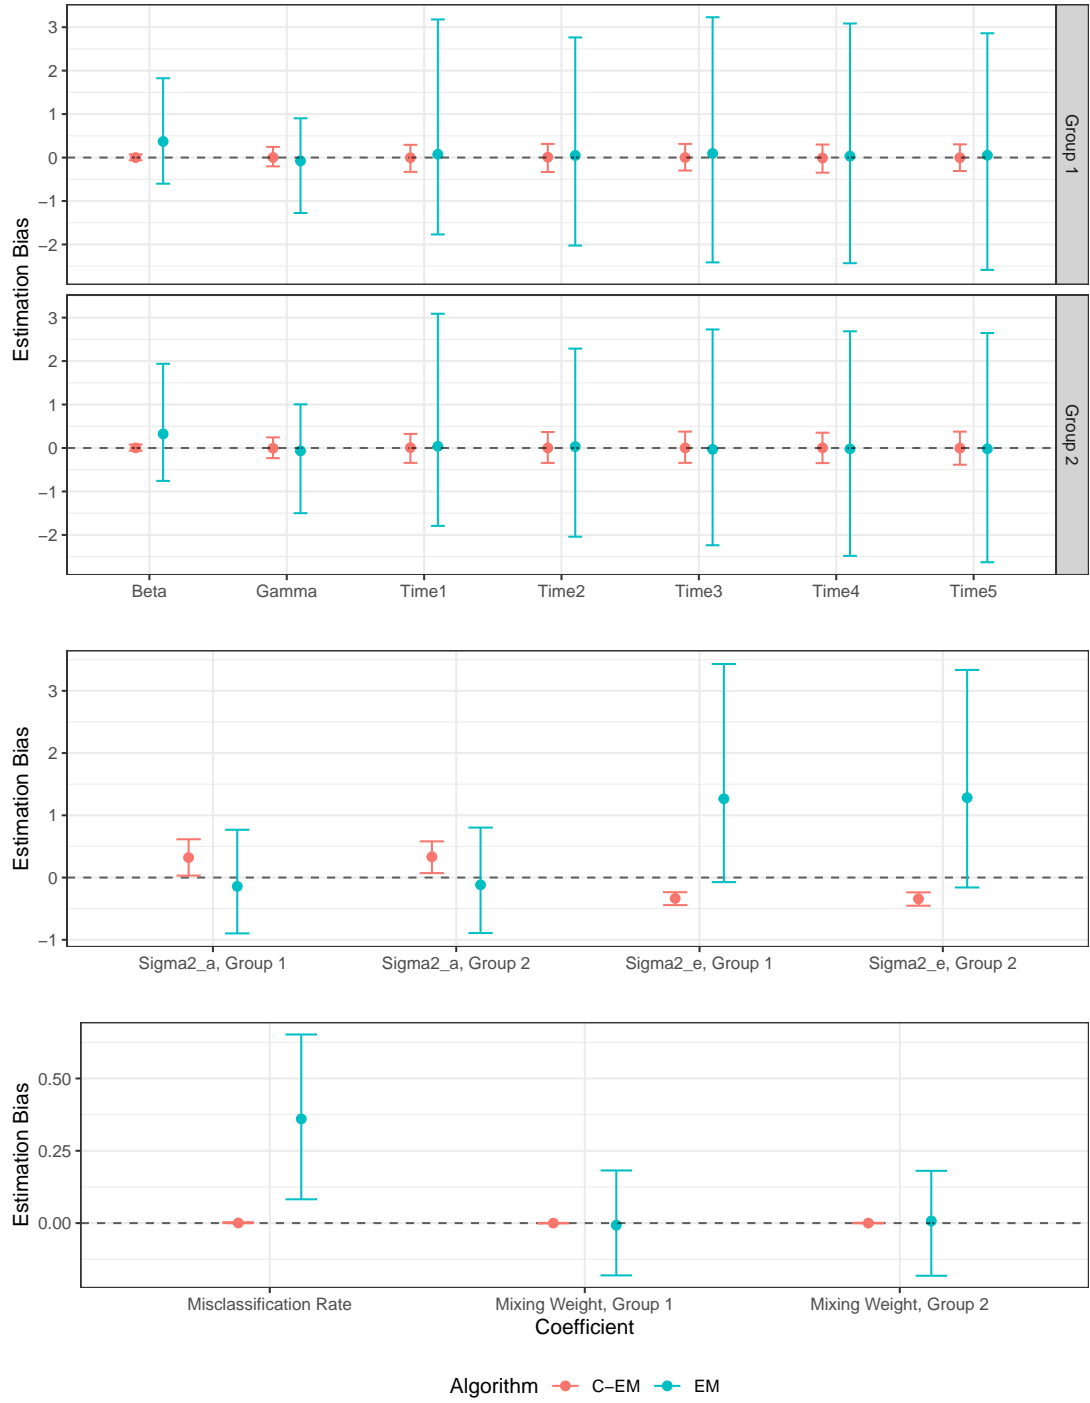 Estimation Bias
3
2
1
0
−1
−2
Group 1
3
2
1
0
−1
−2
Group 2
Beta Gamma Time1 Time2 Time3 Time4 Time5
Estimation Bias
3
2
1
0
−1
Sigma2_a, Group 1 Sigma2_a, Group 2 Sigma2_e, Group 1 Sigma2_e, Group 2
Estimation Bias
0.50
0.25
0.00
Misclassification Rate Mixing Weight, Group 1 Mixing Weight, Group 2
Coefficient
Algorithm C−EM EM